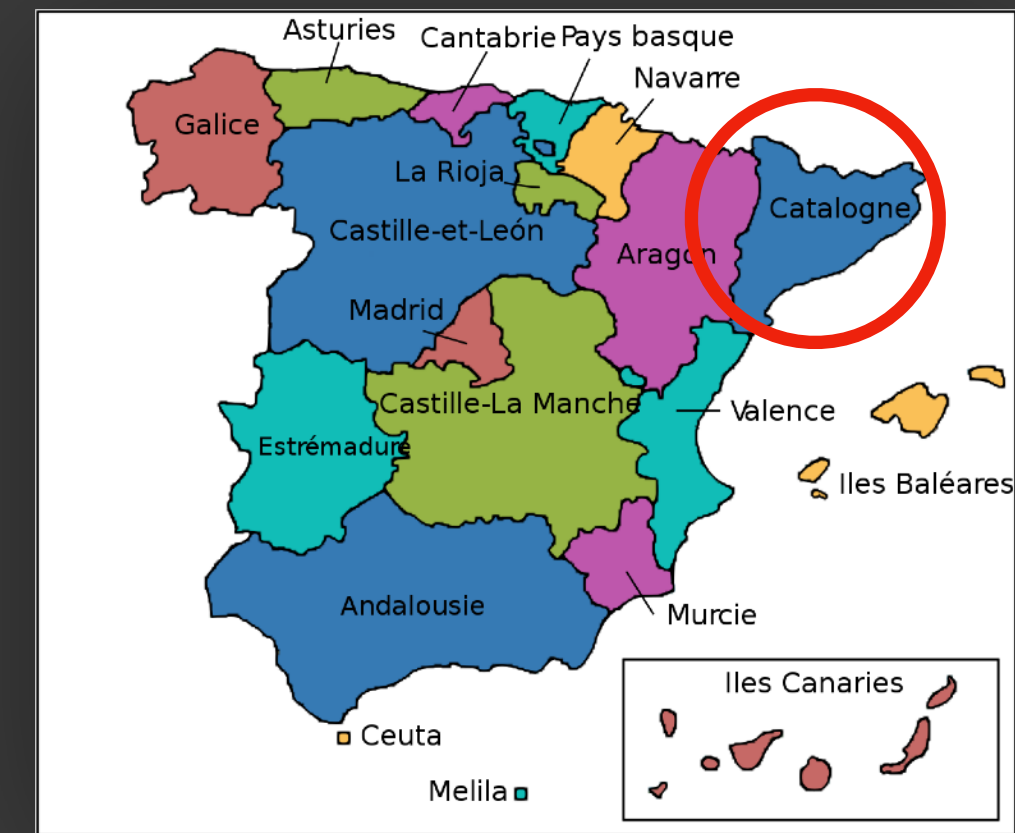 Asturies
Cantabrie
Pays basque
Navarre
Galice
La Rioja
Catalogne
Castille-et-León
Aragon
Madrid
Castille-La Manche
Valence
Estrémadure
Iles Baléares
Andalousie
Murcie
Iles Canaries
Ceuta
Melila